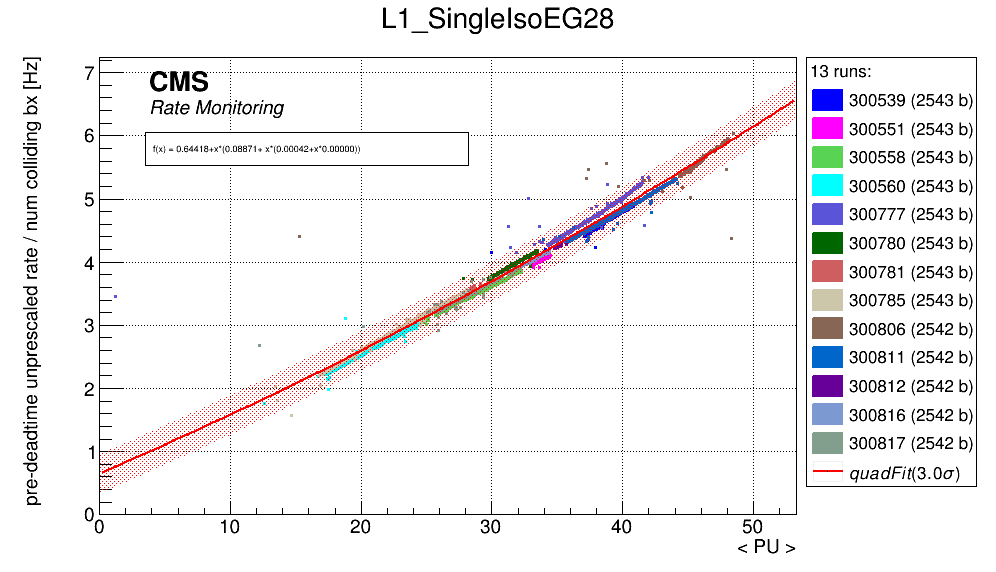 L1_SingleIsoEG28
pre-deadtime unprescaled rate / num colliding bx [Hz]
7
6
5
4
3
2
1
0
CMS
Rate Monitoring
f(x) = 0.64418+x*(0.08871+ x*(0.00042+x*0.00000))
0 10 20 30 40 50
< PU >
13 runs:
300539 (2543 b)
300551 (2543 b)
300558 (2543 b)
300560 (2543 b)
300777 (2543 b)
300780 (2543 b)
300781 (2543 b)
300785 (2543 b)
300806 (2542 b)
300811 (2542 b)
300812 (2542 b)
300816 (2542 b)
300817 (2542 b)
quadFit(3.0σ)